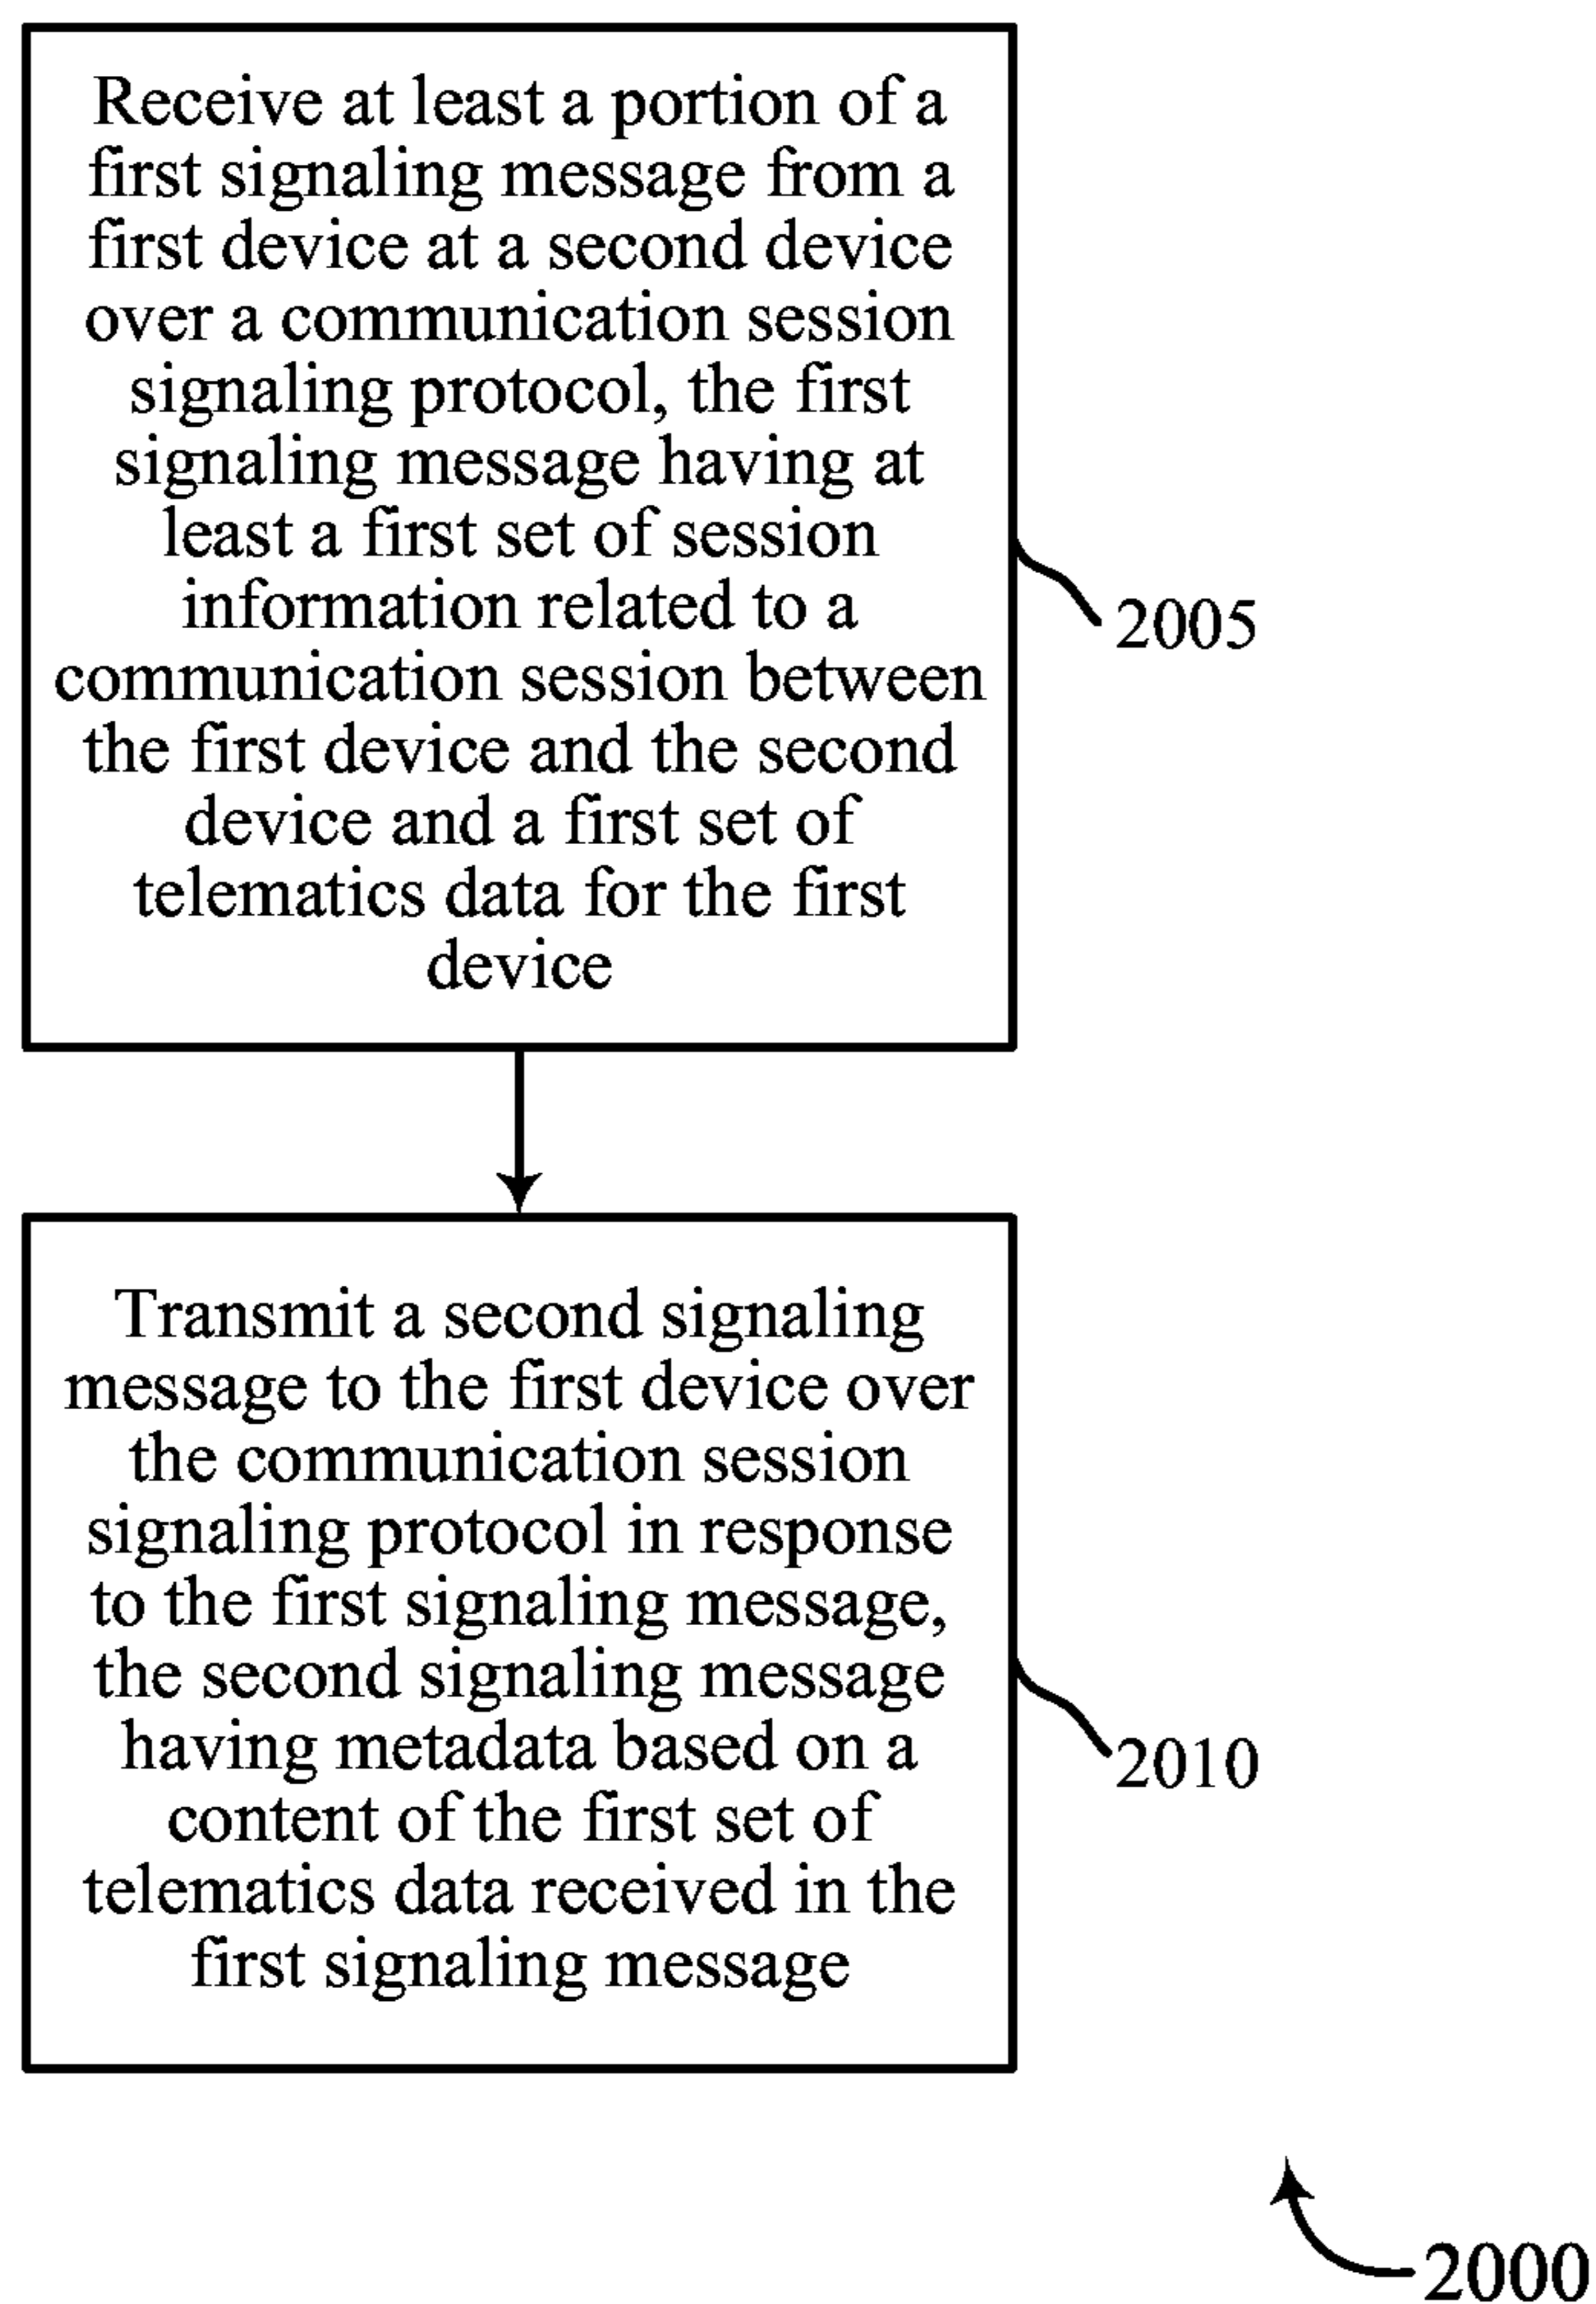 Receive at least a portion of a
first signaling message from a
first device at a second device
over a communication session
signaling protocol, the first
signaling message having at
least a first set of session
information related to a
communication session between
the first device and the second
device and a first set of
telematics data for the first
device
2005
Transmit a second signaling
message to the first device over
the communication session
signaling protocol in response
to the first signaling message,
the second signaling message
having metadata based on a
content of the first set of
telematics data received in the
first signaling message
2010
2000